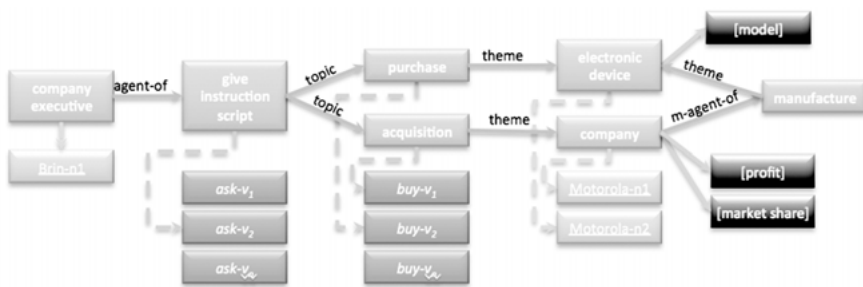 [model]
company
executive
agent-of
give
instruction
script
topic
topic
purchase
theme
electronic
device
theme
manufacture
m-agent-of
acquisition
theme
company
Brin-n1
ask-v1
buy-v1
Motorola-n1
[profit]
ask-v2
buy-v2
Motorola-n2
[market share]
ask-v
buy-v